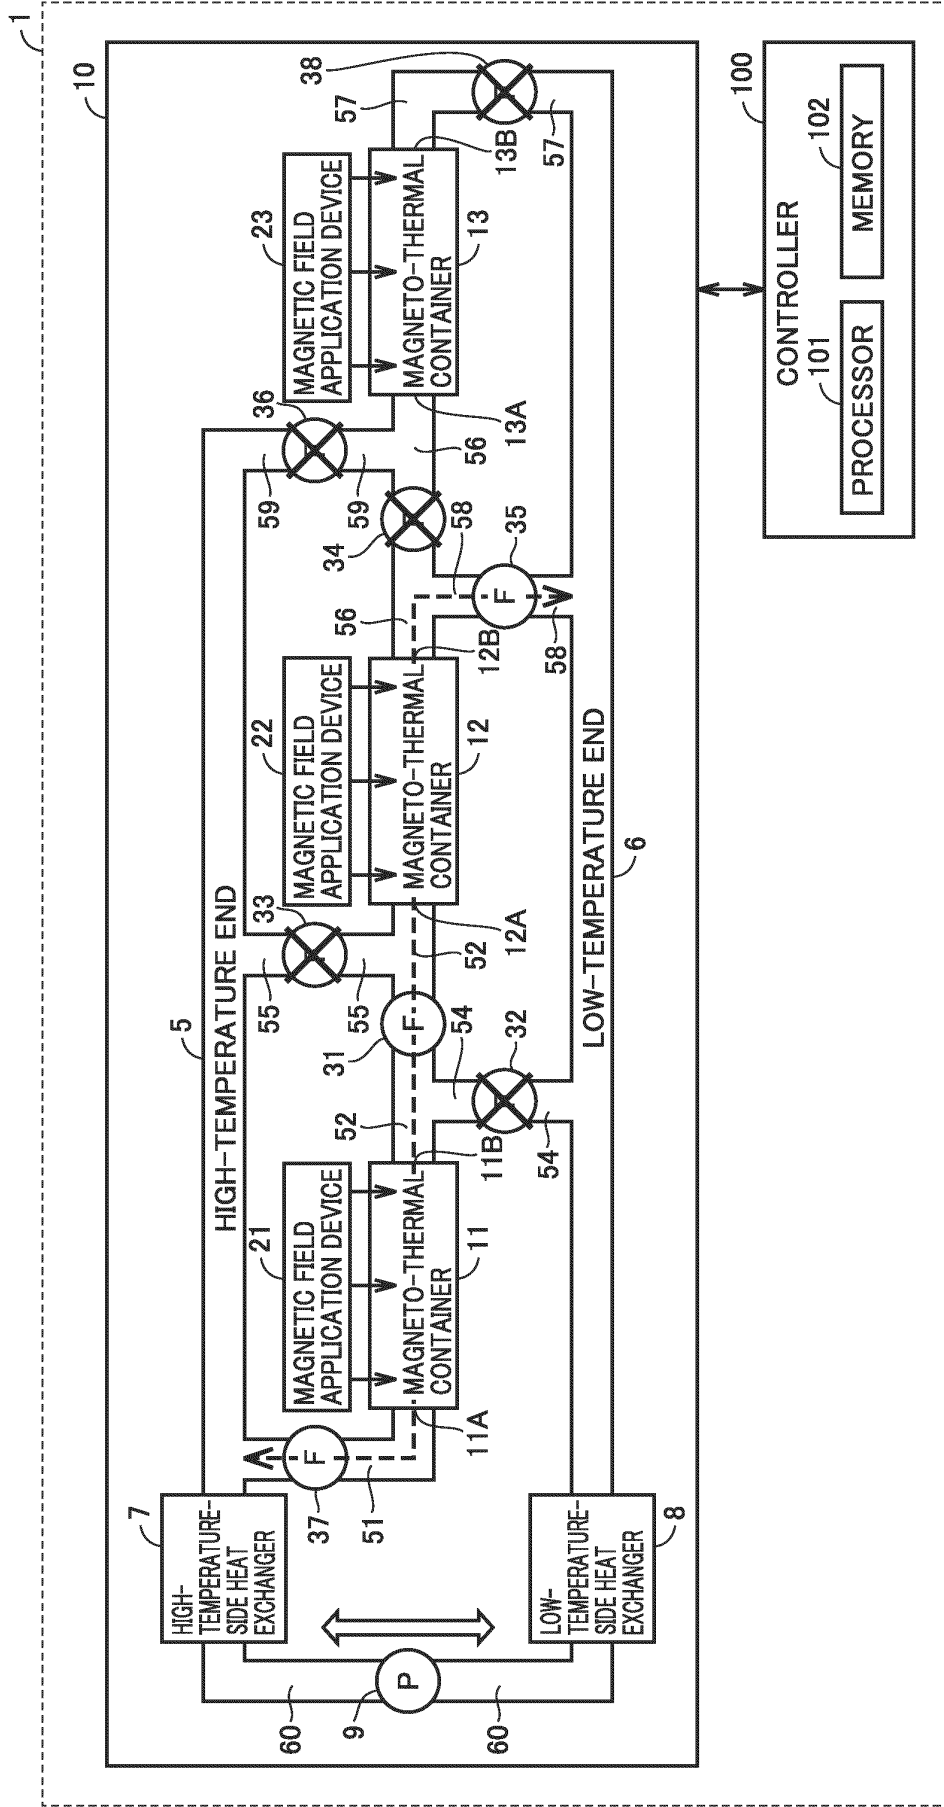 1
10
7
HIGH-
TEMPERATURE-
SIDE HEAT
EXCHANGER
5
HIGH-TEMPERATURE END
21
33
22
36
23
MAGNETIC FIELD
APPLICATION DEVICE
MAGNETIC FIELD
APPLICATION DEVICE
MAGNETIC FIELD
APPLICATION DEVICE
60
37
F
55
59
38
9
51
52
31
55
56
34
59
57
P
MAGNETO-THERMAL
CONTAINER
F
MAGNETO-THERMAL
CONTAINER
MAGNETO-THERMAL
CONTAINER
11A
11
11B
54
52
12A
12
12B
58
56
13A
13
13B
60
32
F
35
54
58
57
LOW-
TEMPERATURE-
SIDE HEAT
EXCHANGER
8
LOW-TEMPERATURE END
6
100
CONTROLLER
101
102
PROCESSOR
MEMORY